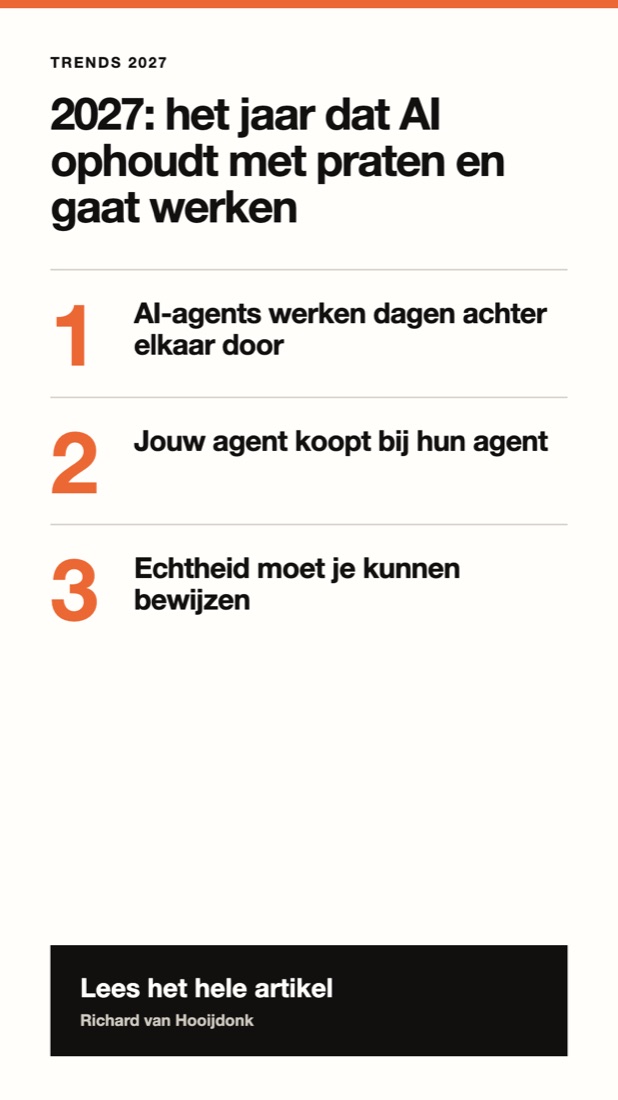 TRENDS 2027
2027: het jaar dat AI
ophoudt met praten en
gaat werken
1
AI-agents werken dagen achter
elkaar door
2
Jouw agent koopt bij hun agent
3
Echtheid moet je kunnen
bewijzen
Lees het hele artikel
Richard van Hooijdonk